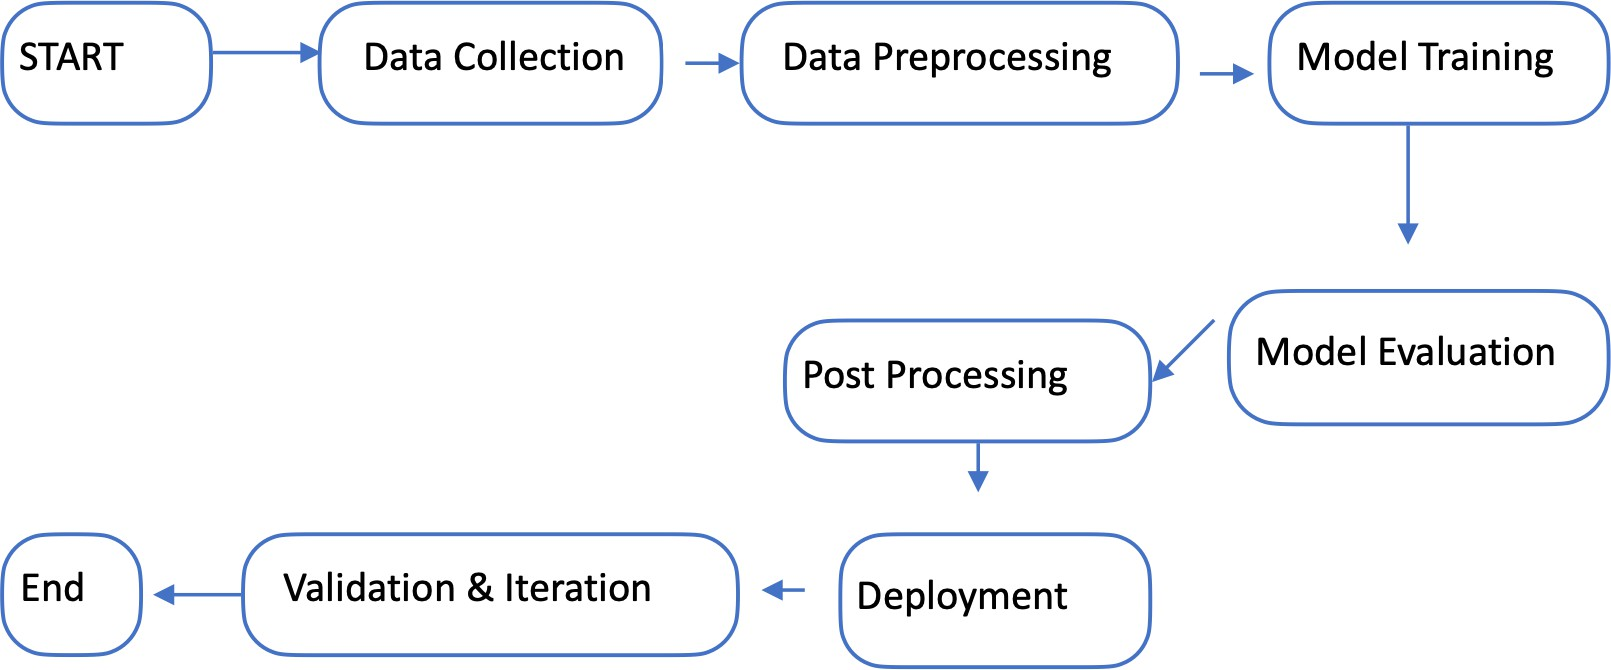 START
Data Collection
Data Preprocessing
Model Training
Model Evaluation
Post Processing
Deployment
Validation & Iteration
End